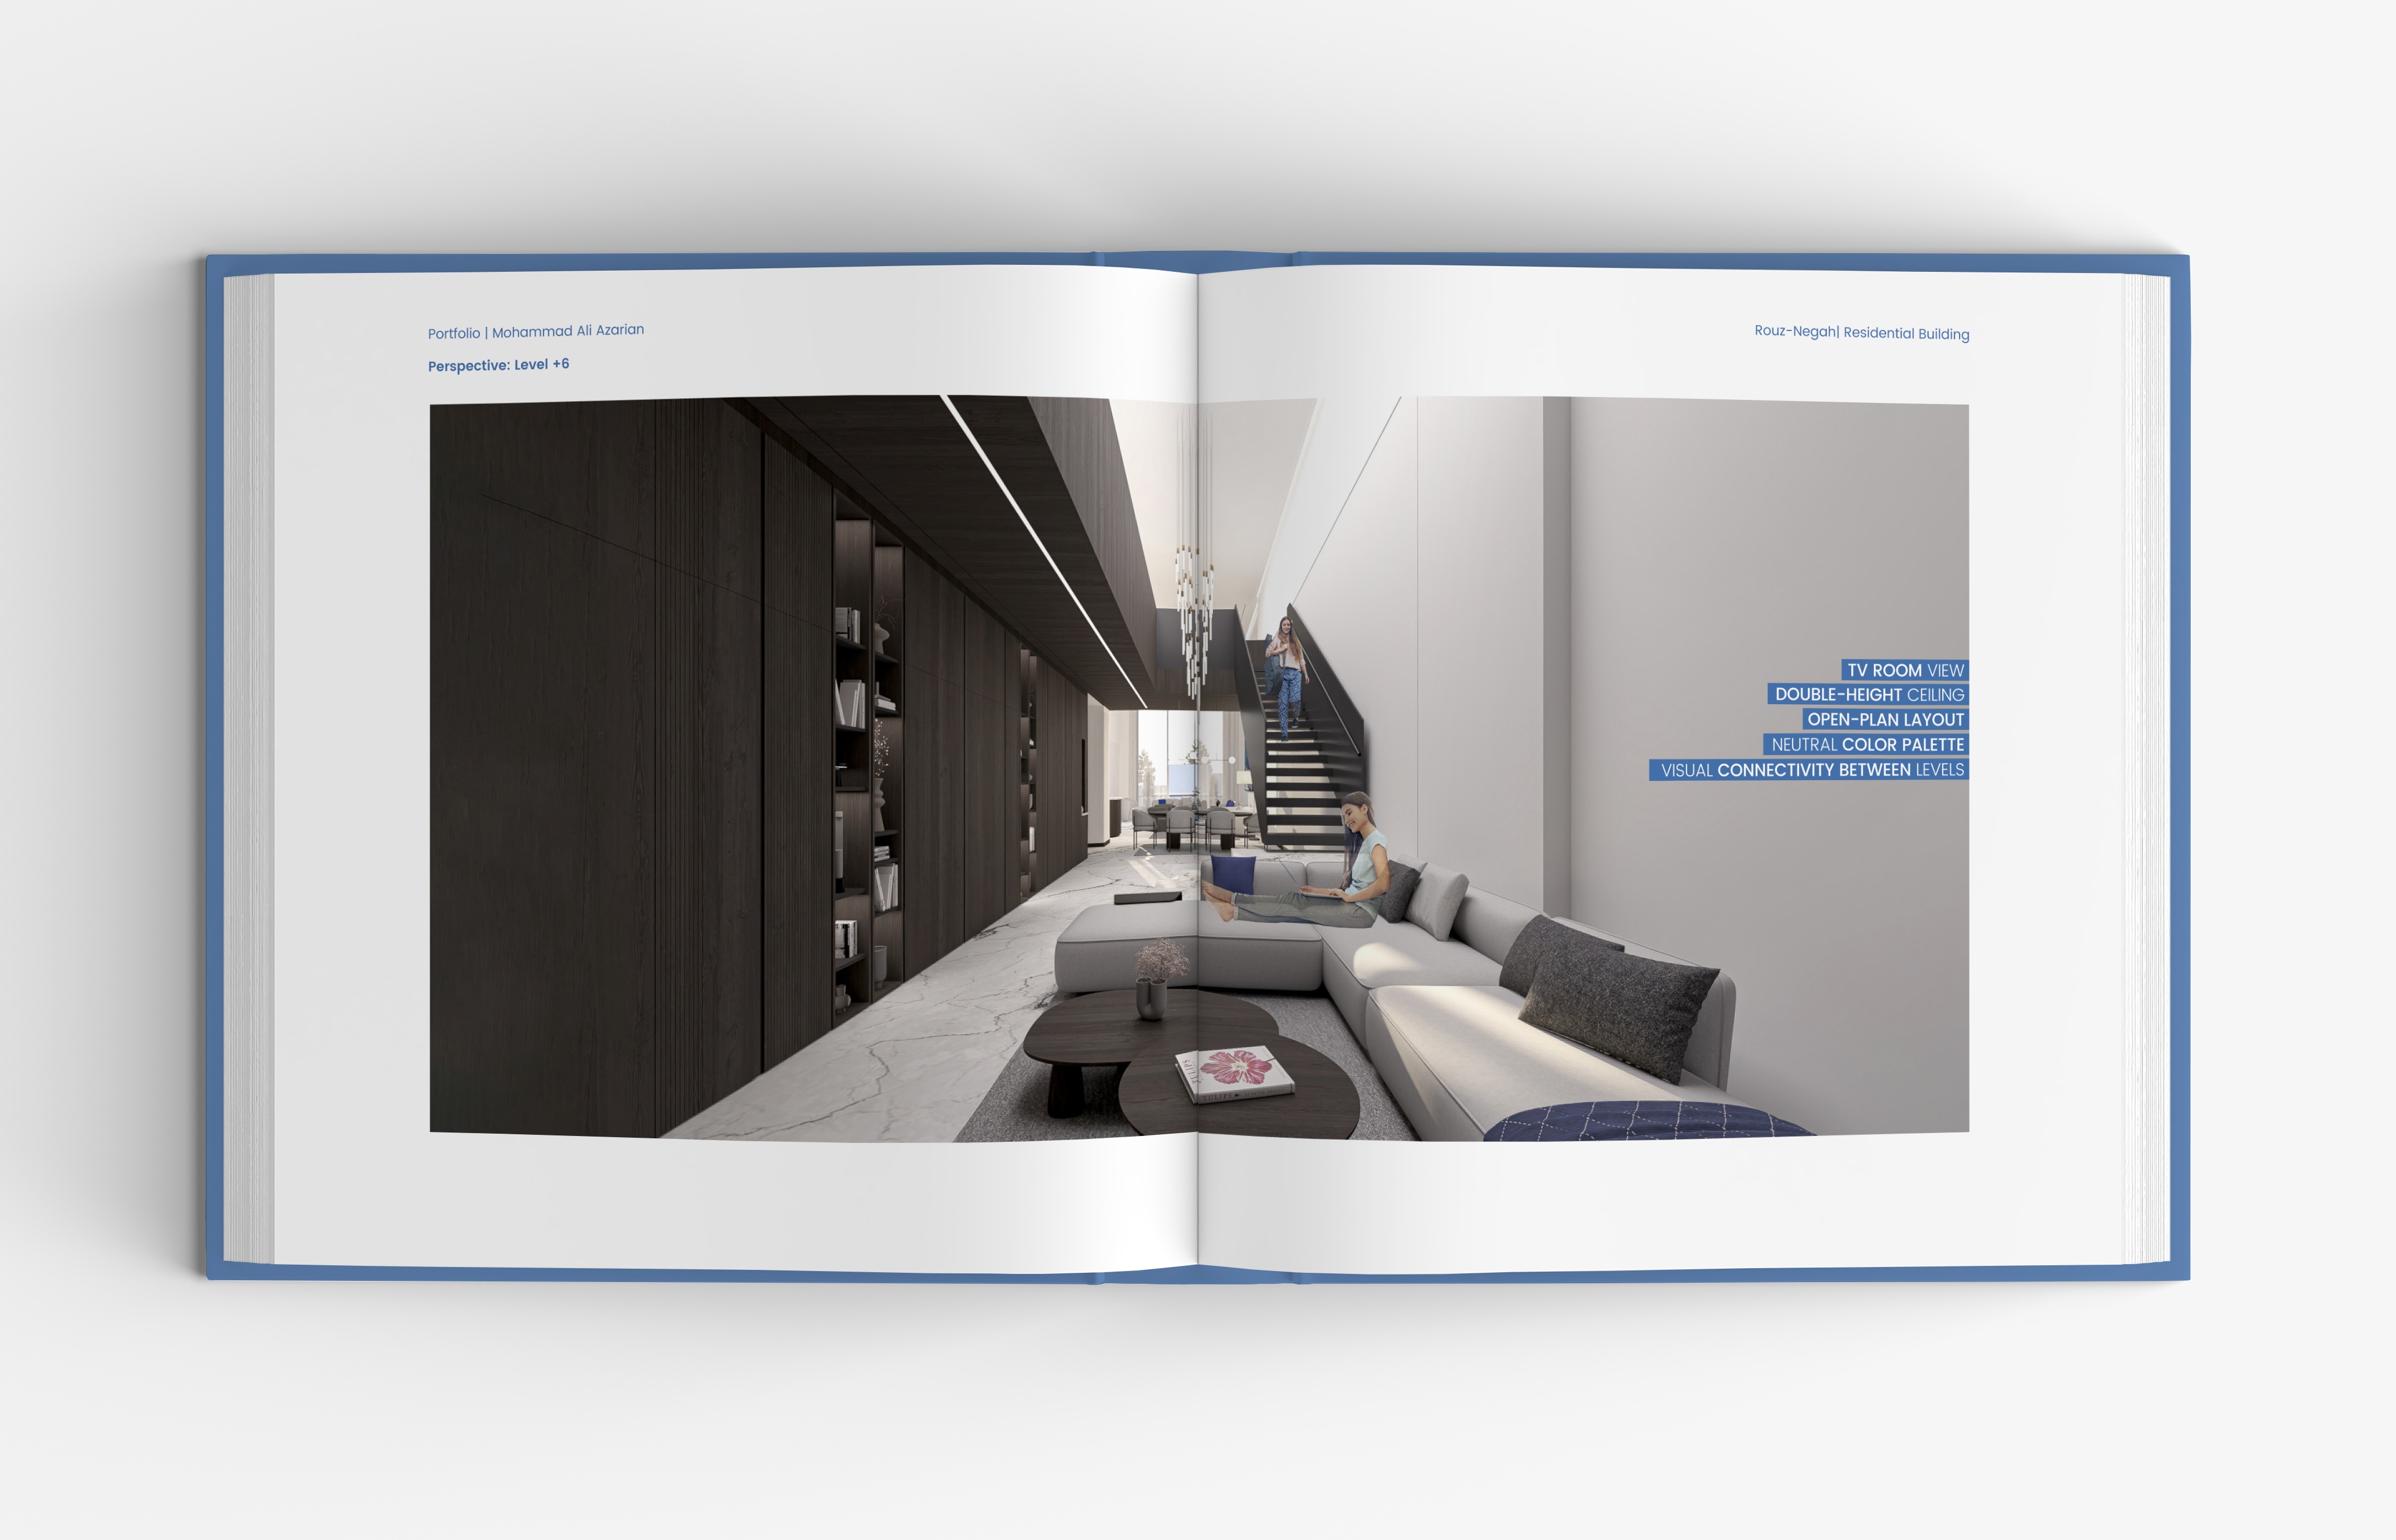 Portfolio | Mohammad Ali Azarian
Perspective: Level +6
Rouz-Negah| Residential Building
TV ROOM VIEW
DOUBLE-HEIGHT CEILING
OPEN-PLAN LAYOUT
NEUTRAL COLOR PALETTE
VISUAL CONNECTIVITY BETWEEN LEVELS
TULIPS